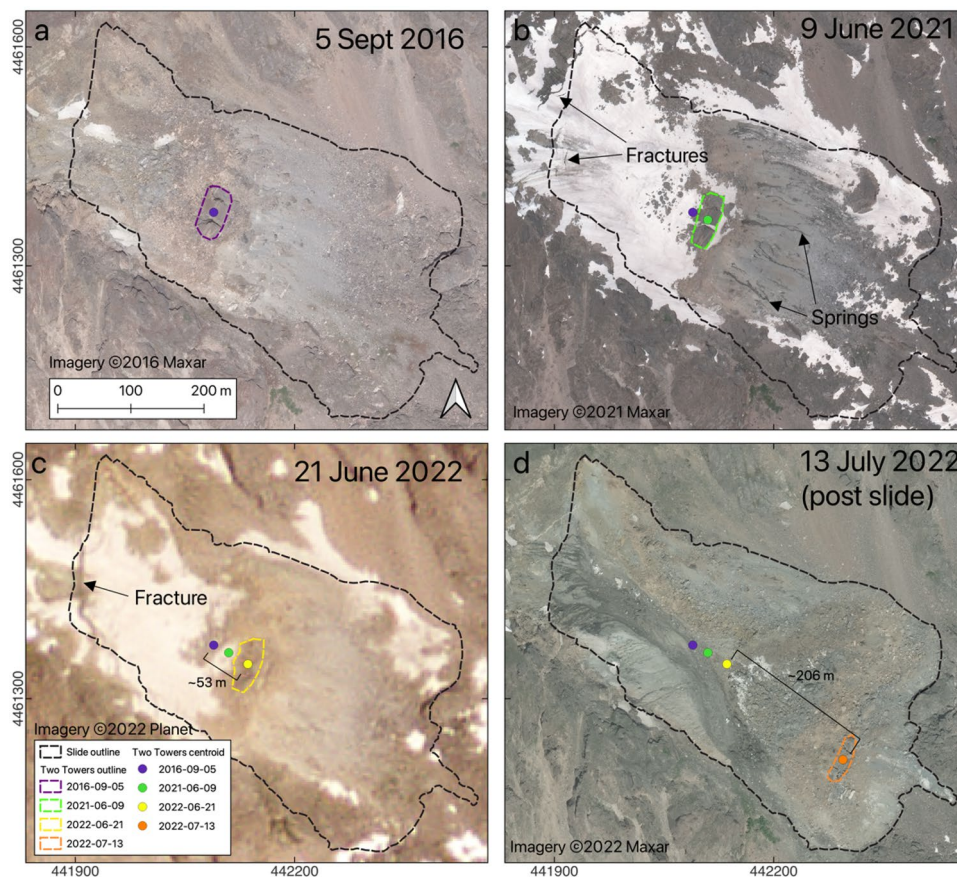 a
5 Sept 2016
4461600
4461300
Imagery ©2016 Maxar
0 100 200 m
b
9 June 2021
Fractures
Springs
Imagery ©2021 Maxar
c
21 June 2022
4461600
4461300
Fracture
~53 m
Imagery ©2022 Planet
Slide outline
Two Towers outline
2016-09-05
2021-06-09
2022-06-21
2022-07-13
Two Towers centroid
2016-09-05
2021-06-09
2022-06-21
2022-07-13
441900
442200
d
13 July 2022
(post slide)
~206 m
Imagery ©2022 Maxar
441900
442200